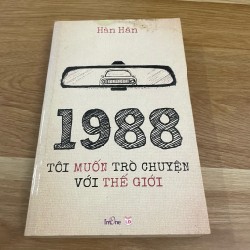 Hàn Hàn
1988
TÔI MUỐN TRÒ CHUYỆN
VỚI THẾ GIỚI